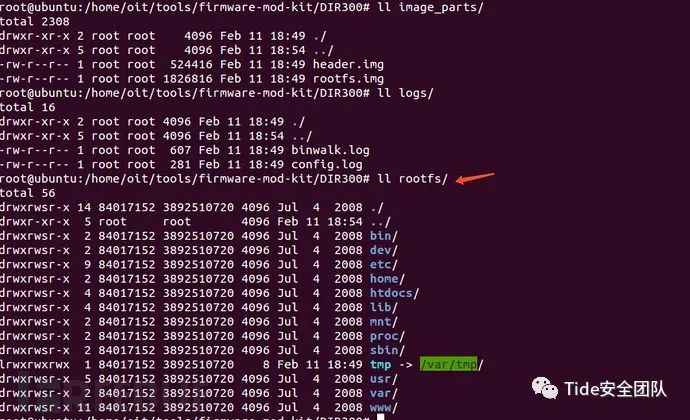 root@ubuntu:/home/oit/tools/firmware-mod-kit/DIR300# ll image_parts/
total 2308
drwxr-xr-x 2 root root    4096 Feb 11 18:49 ./
drwxr-xr-x 5 root root    4096 Feb 11 18:54 ../
-rw-r--r-- 1 root root  524416 Feb 11 18:49 header.img
-rw-r--r-- 1 root root 1826816 Feb 11 18:49 rootfs.img
root@ubuntu:/home/oit/tools/firmware-mod-kit/DIR300# ll logs/
total 16
drwxr-xr-x 2 root root 4096 Feb 11 18:49 ./
drwxr-xr-x 5 root root 4096 Feb 11 18:54 ../
-rw-r--r-- 1 root root  607 Feb 11 18:49 binwalk.log
-rw-r--r-- 1 root root  281 Feb 11 18:49 config.log
root@ubuntu:/home/oit/tools/firmware-mod-kit/DIR300# ll rootfs/
total 56
drwxrwsr-x 14 84017152 3892510720 4096 Jul  4  2008 ./
drwxr-xr-x  5 root     root       4096 Feb 11 18:54 ../
drwxrwsr-x  2 84017152 3892510720 4096 Jul  4  2008 bin/
drwxrwsr-x  2 84017152 3892510720 4096 Jul  4  2008 dev/
drwxrwsr-x  9 84017152 3892510720 4096 Jul  4  2008 etc/
drwxrwsr-x  2 84017152 3892510720 4096 Jul  4  2008 home/
drwxrwsr-x  4 84017152 3892510720 4096 Jul  4  2008 htdocs/
drwxrwsr-x  4 84017152 3892510720 4096 Jul  4  2008 lib/
drwxrwsr-x  2 84017152 3892510720 4096 Jul  4  2008 mnt/
drwxrwsr-x  2 84017152 3892510720 4096 Jul  4  2008 proc/
drwxrwsr-x  2 84017152 3892510720 4096 Jul  4  2008 sbin/
lrwxrwxrwx  1 84017152 3892510720    8 Feb 11 18:49 tmp -> /var/tmp/
drwxrwsr-x  5 84017152 3892510720 4096 Jul  4  2008 usr/
drwxrwsr-x  2 84017152 3892510720 4096 Jul  4  2008 var/
drwxrwsr-x 11 84017152 3892510720 4096 Jul  4  2008 www/
Tide安全团队